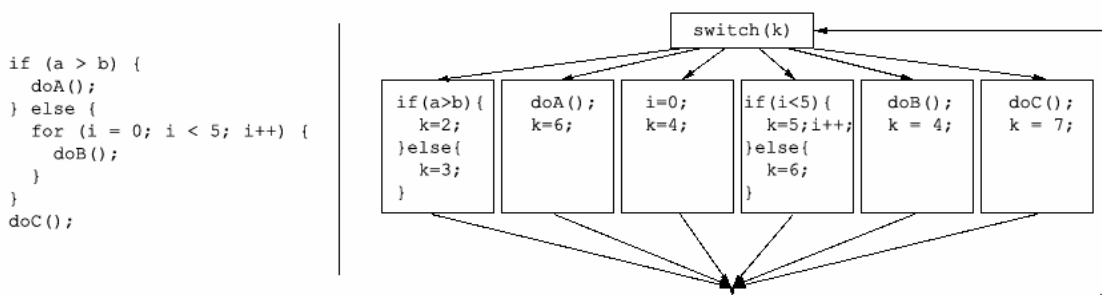 if (a > b) {
doA();
} else {
for (i = 0; i < 5; i++) {
doB();
}
}
doC();
switch(k)
if(a>b){
k=2;
}else{
k=3;
}
doA();
k=6;
i=0;
k=4;
if(i<5){
k=5;i++;
}else{
k=6;
}
doB();
k = 4;
doC();
k = 7;